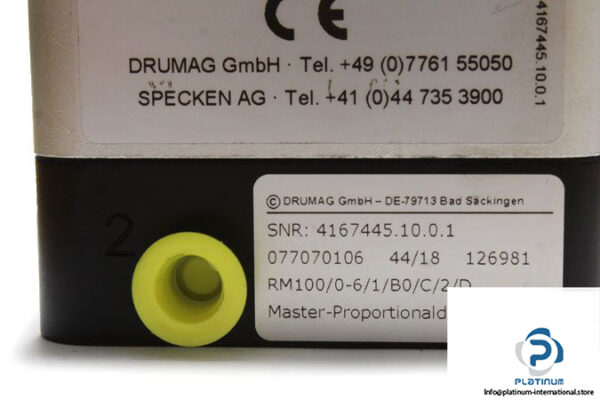 CE
DRUMAG GmbH · Tel. +49 (0)7761 55050
SPECKEN AG · Tel. +41 (0)44 735 3900
4167445.10.0.1
2
© DRUMAG GmbH – DE-79713 Bad Säckingen
SNR: 4167445.10.0.1
077070106 44/18 126981
RM100/0-6/1/B0/C/2/D
Master-Proportionald
PLATINUM
info@platinum-international.store